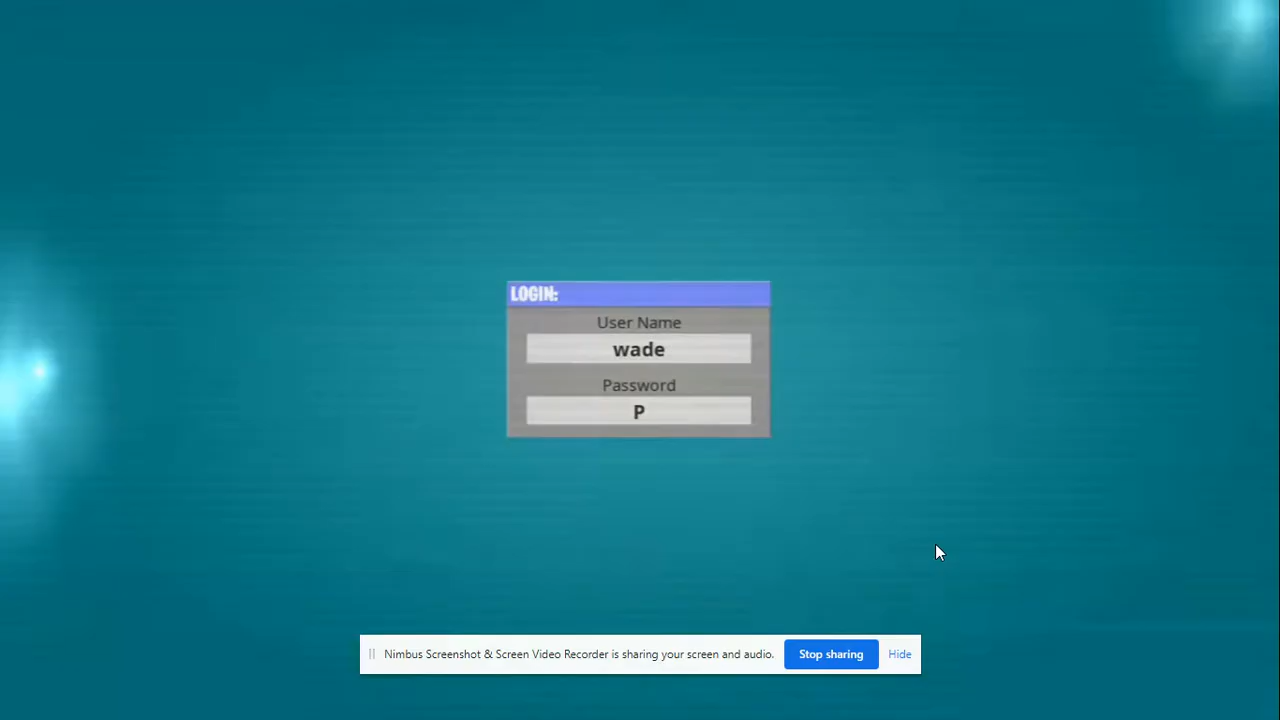 LOGIN:
User Name
wade
Password
P
Nimbus Screenshot & Screen Video Recorder is sharing your screen and audio.
Stop sharing
Hide